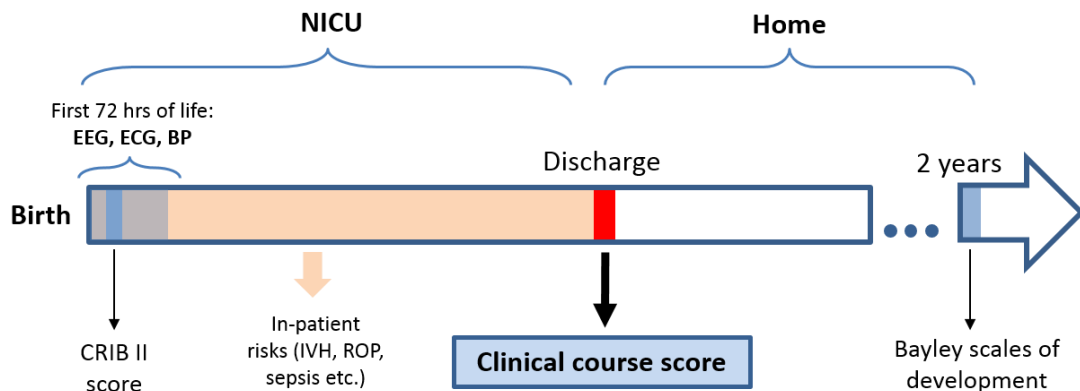 NICU
Home
First 72 hrs of life:
EEG, ECG, BP
Discharge
2 years
Birth
CRIB II
score
In-patient
risks (IVH, ROP,
sepsis etc.)
Clinical course score
Bayley scales of
development